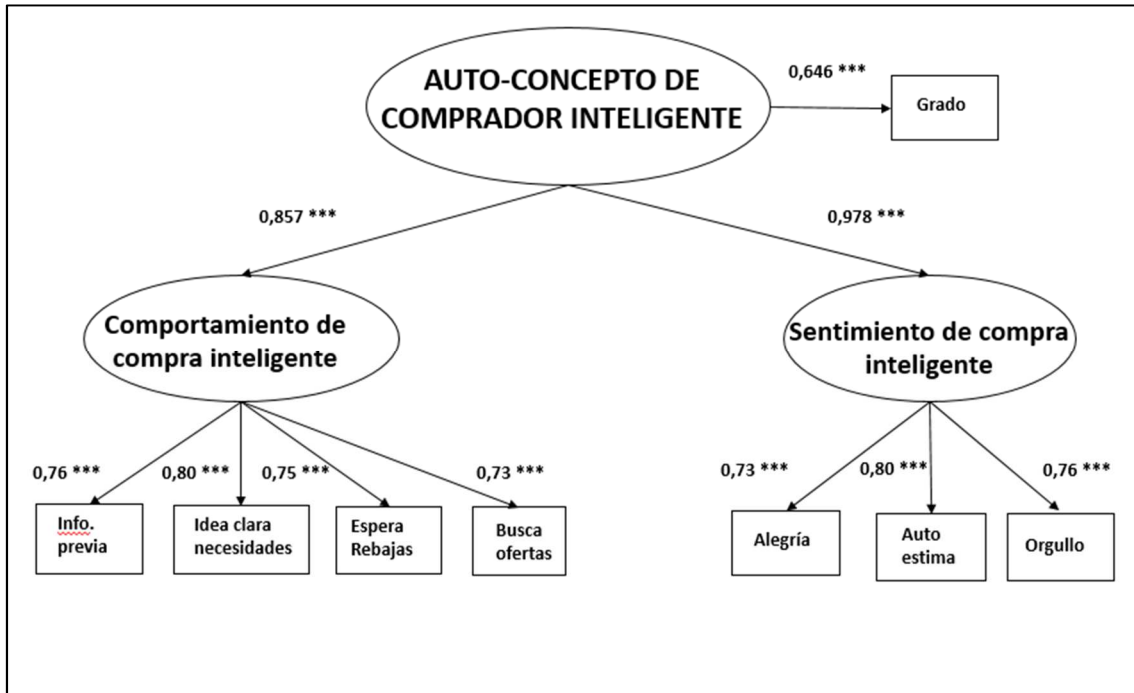 AUTO-CONCEPTO DE
COMPRADOR INTELIGENTE
0,646 ***
Grado
0,857 ***
0,978 ***
Comportamiento de
compra inteligente
Sentimiento de compra
inteligente
0,76 ***
0,80 ***
0,75 ***
0,73 ***
0,73 ***
0,80 ***
0,76 ***
Info.
previa
Idea clara
necesidades
Espera
Rebajas
Busca
ofertas
Alegría
Auto
estima
Orgullo